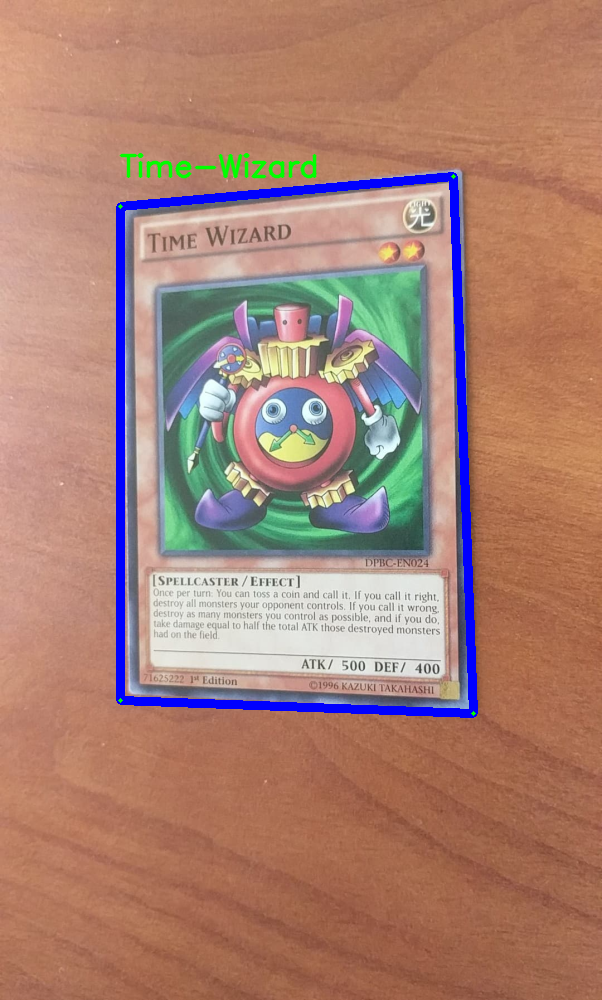 Time-Wizard
LIGHT
光
TIME WIZARD
DPBC-EN024
[SPELLCASTER / EFFECT]
Once per turn: You can toss a coin and call it. If you call it right,
destroy all monsters your opponent controls. If you call it wrong,
destroy as many monsters you control as possible, and if you do,
take damage equal to half the total ATK those destroyed monsters
had on the field.
ATK/ 500 DEF/ 400
71625222 1st Edition ©1996 KAZUKI TAKAHASHI